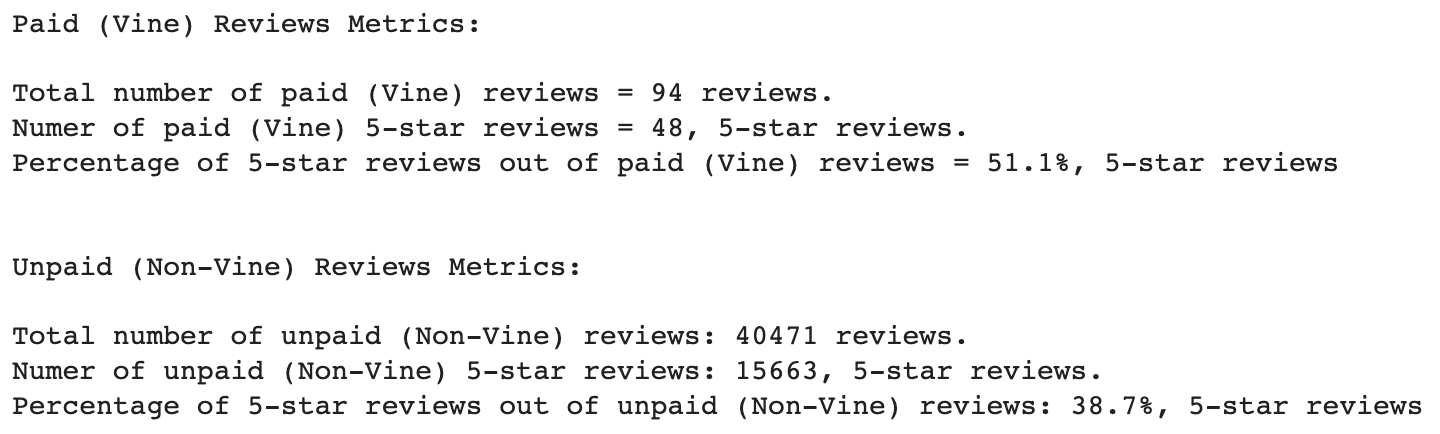 Paid (Vine) Reviews Metrics:
Total number of paid (Vine) reviews = 94 reviews.
Numer of paid (Vine) 5-star reviews = 48, 5-star reviews.
Percentage of 5-star reviews out of paid (Vine) reviews = 51.1%, 5-star reviews
Unpaid (Non-Vine) Reviews Metrics:
Total number of unpaid (Non-Vine) reviews: 40471 reviews.
Numer of unpaid (Non-Vine) 5-star reviews: 15663, 5-star reviews.
Percentage of 5-star reviews out of unpaid (Non-Vine) reviews: 38.7%, 5-star reviews